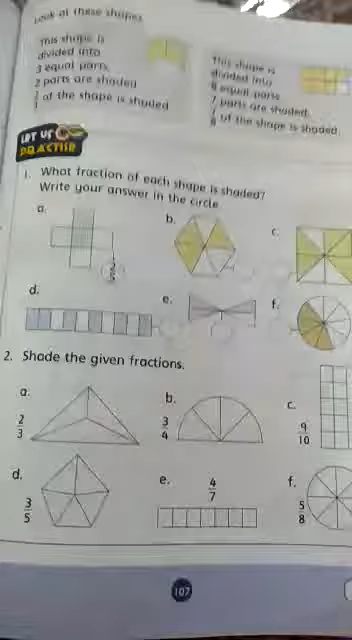 Look at these shapes
This shape is
divided into
3 equal parts.
2 parts are shaded
of the shape is shaded
This shape is
divided into
equal parts
7 parts are shaded.
of the shape is shaded.
LET US
PRACTISE
1. What fraction of each shape is shaded?
Write your answer in the circle.
a.
b.
c.
d.
e.
f.
2. Shade the given fractions.
a.
2/3
b.
3/4
c.
9/10
d.
3/5
e.
4/7
f.
5/8
107